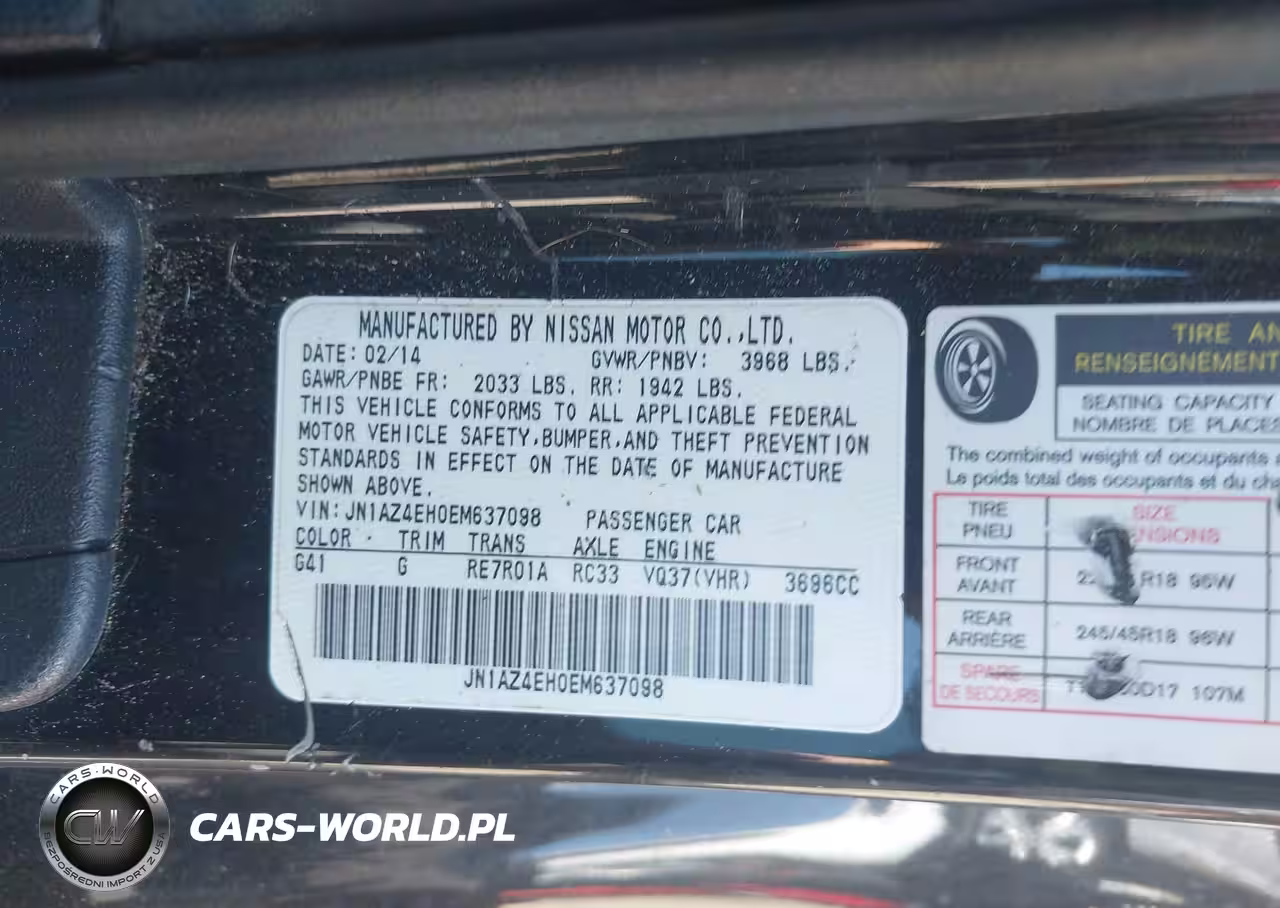 MANUFACTURED BY NISSAN MOTOR CO.,LTD.
DATE: 02/14 GVWR/PNBV: 3968 LBS.
GAWR/PNBE FR: 2033 LBS. RR: 1942 LBS.
THIS VEHICLE CONFORMS TO ALL APPLICABLE FEDERAL
MOTOR VEHICLE SAFETY,BUMPER,AND THEFT PREVENTION
STANDARDS IN EFFECT ON THE DATE OF MANUFACTURE
SHOWN ABOVE.
VIN: JN1AZ4EH0EM637098 PASSENGER CAR
COLOR TRIM TRANS AXLE ENGINE
G41 G RE7R01A RC33 VQ37(VHR) 3696CC
JN1AZ4EH0EM637098
TIRE
RENSEIGNEMENT
SEATING CAPACITY
NOMBRE DE PLACES
The combined weight of occupants
Le poids total des occupants et du
TIRE
PNEU
SIZE
FRONT
AVANT
R18 96W
REAR
ARRIÈRE
245/45R18 96W
SPARE
DE SECOURS
107M
CARS-WORLD
CW
BEZPOŚREDNI IMPORT Z USA
CARS-WORLD.PL